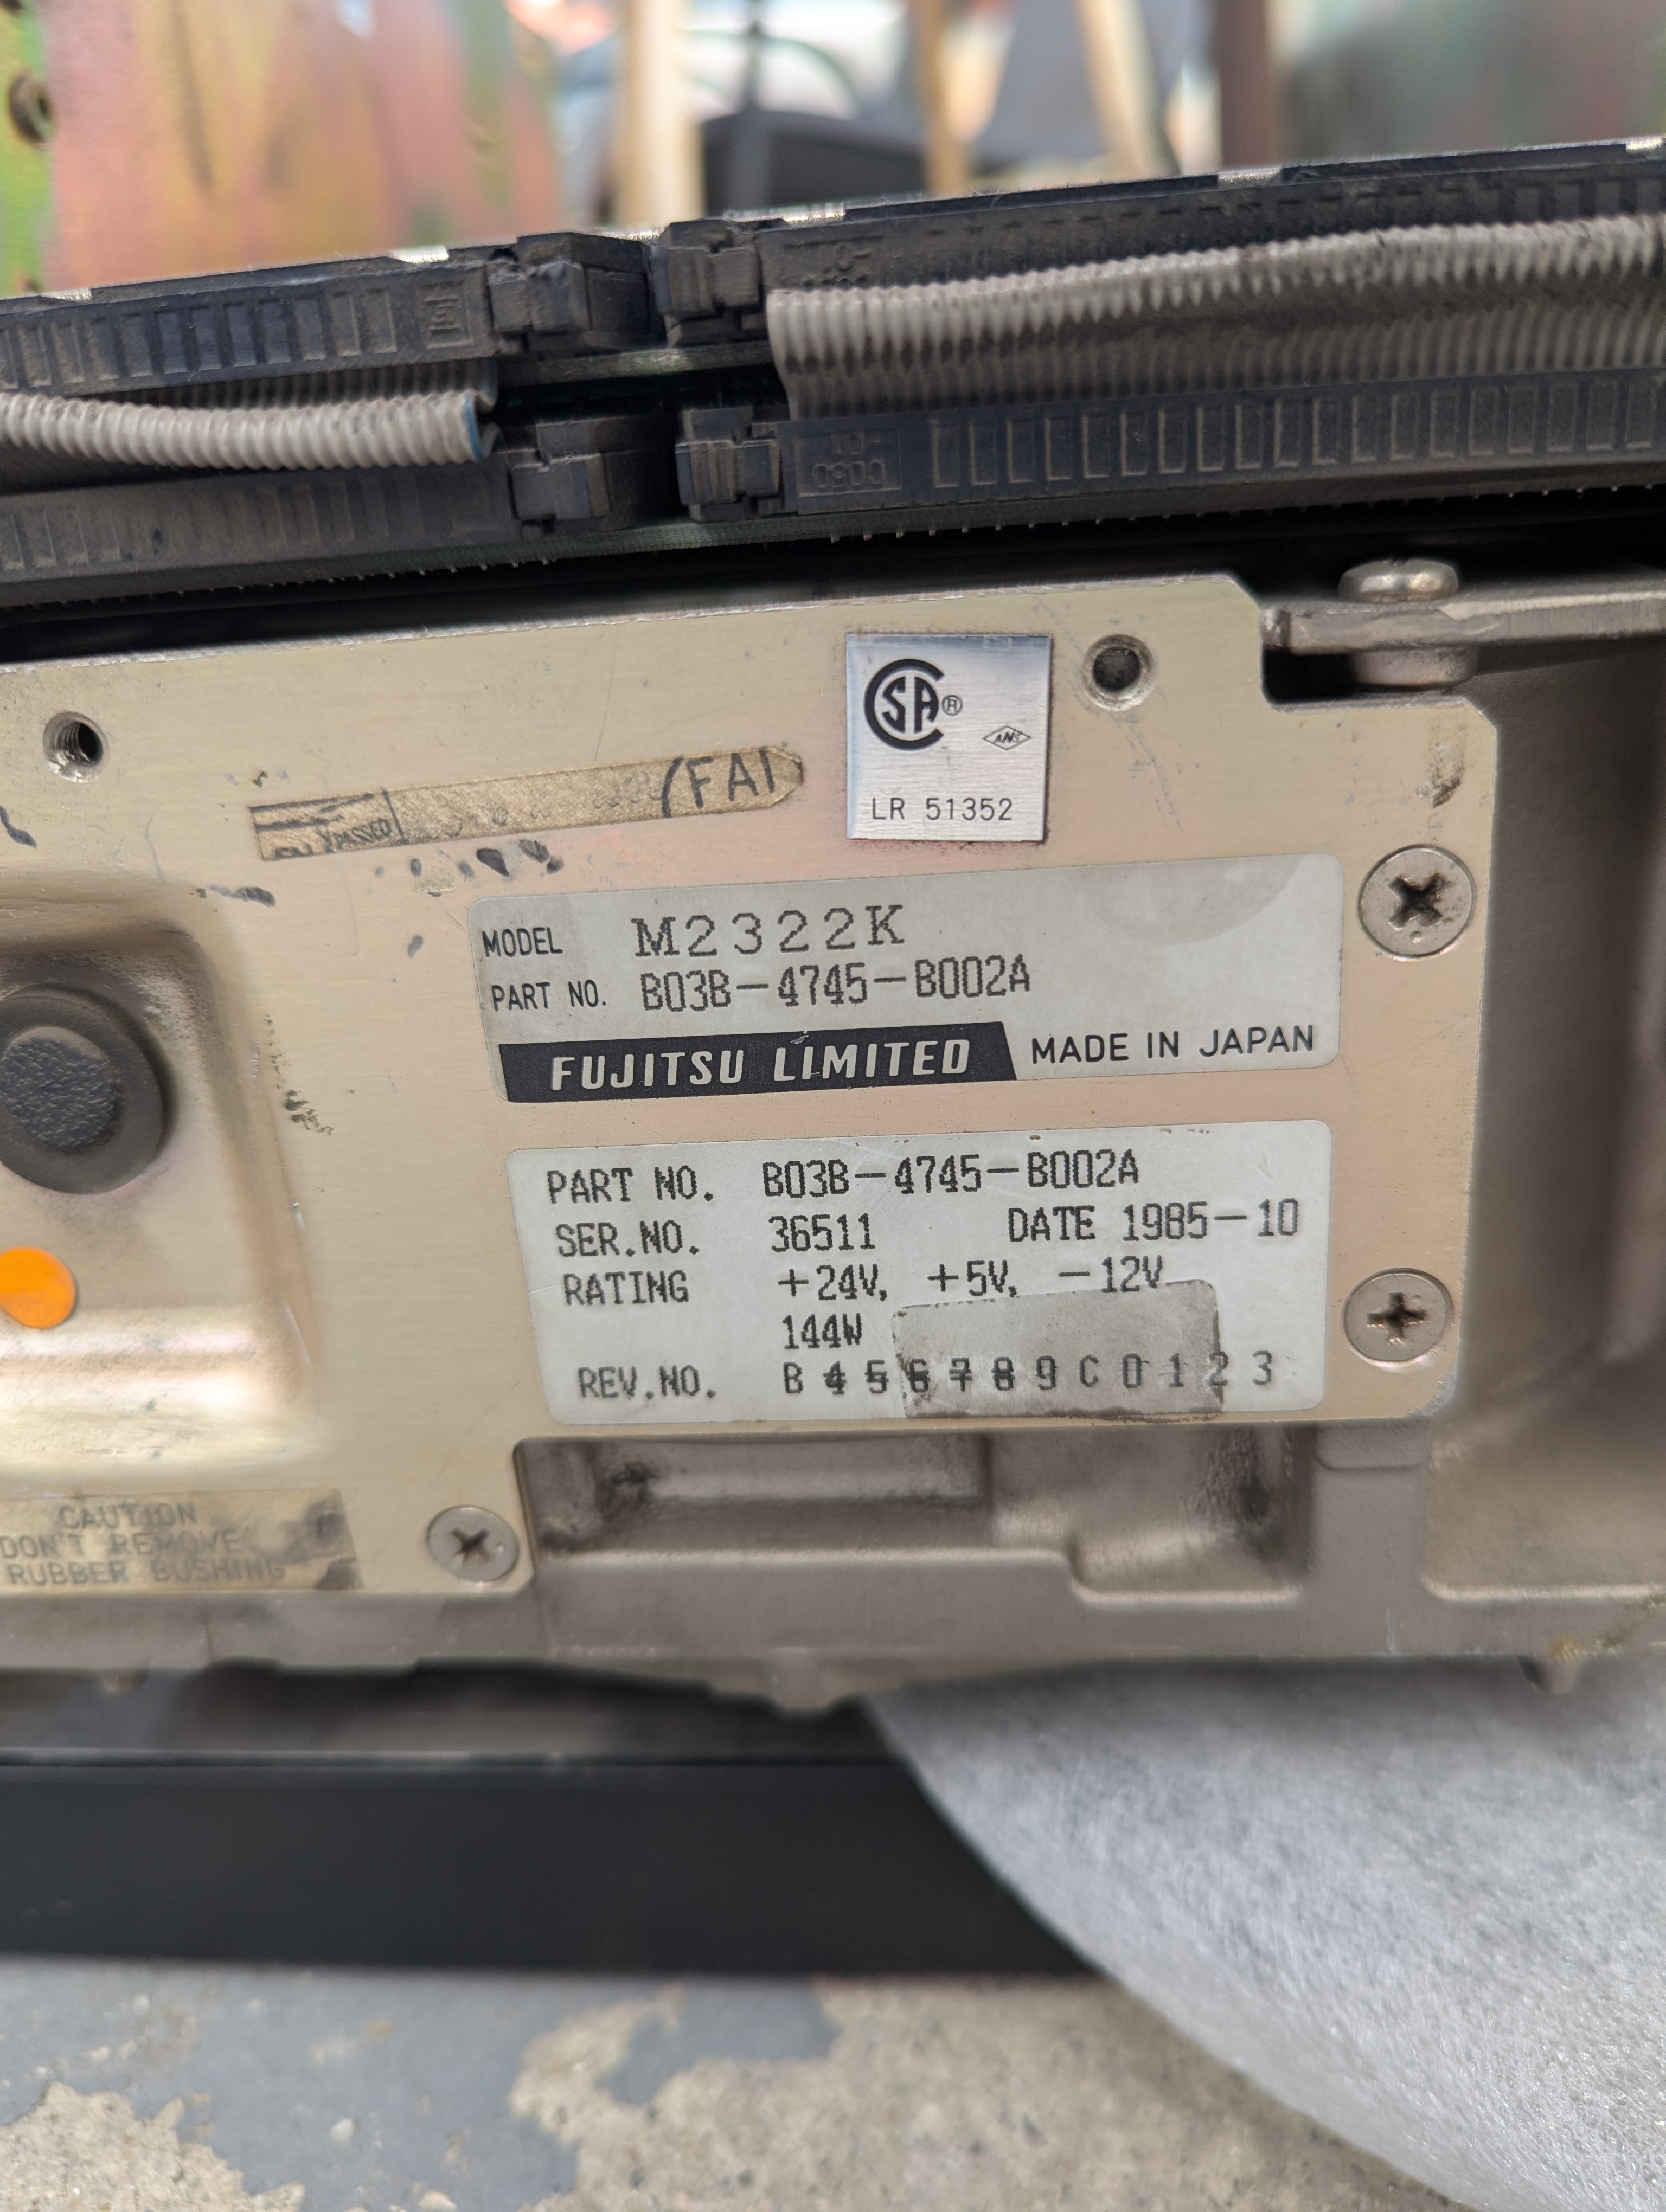 CSA®
ANS
LR 51352
PASSED
(FAI
MODEL M2322K
PART NO. B03B-4745-B002A
FUJITSU LIMITED MADE IN JAPAN
PART NO. B03B-4745-B002A
SER.NO. 36511 DATE 1985-10
RATING +24V, +5V, -12V
144W
REV.NO. B 4 5 6 7 8 9 C 0 1 2 3
CAUTION
DON'T REMOVE
RUBBER BUSHING